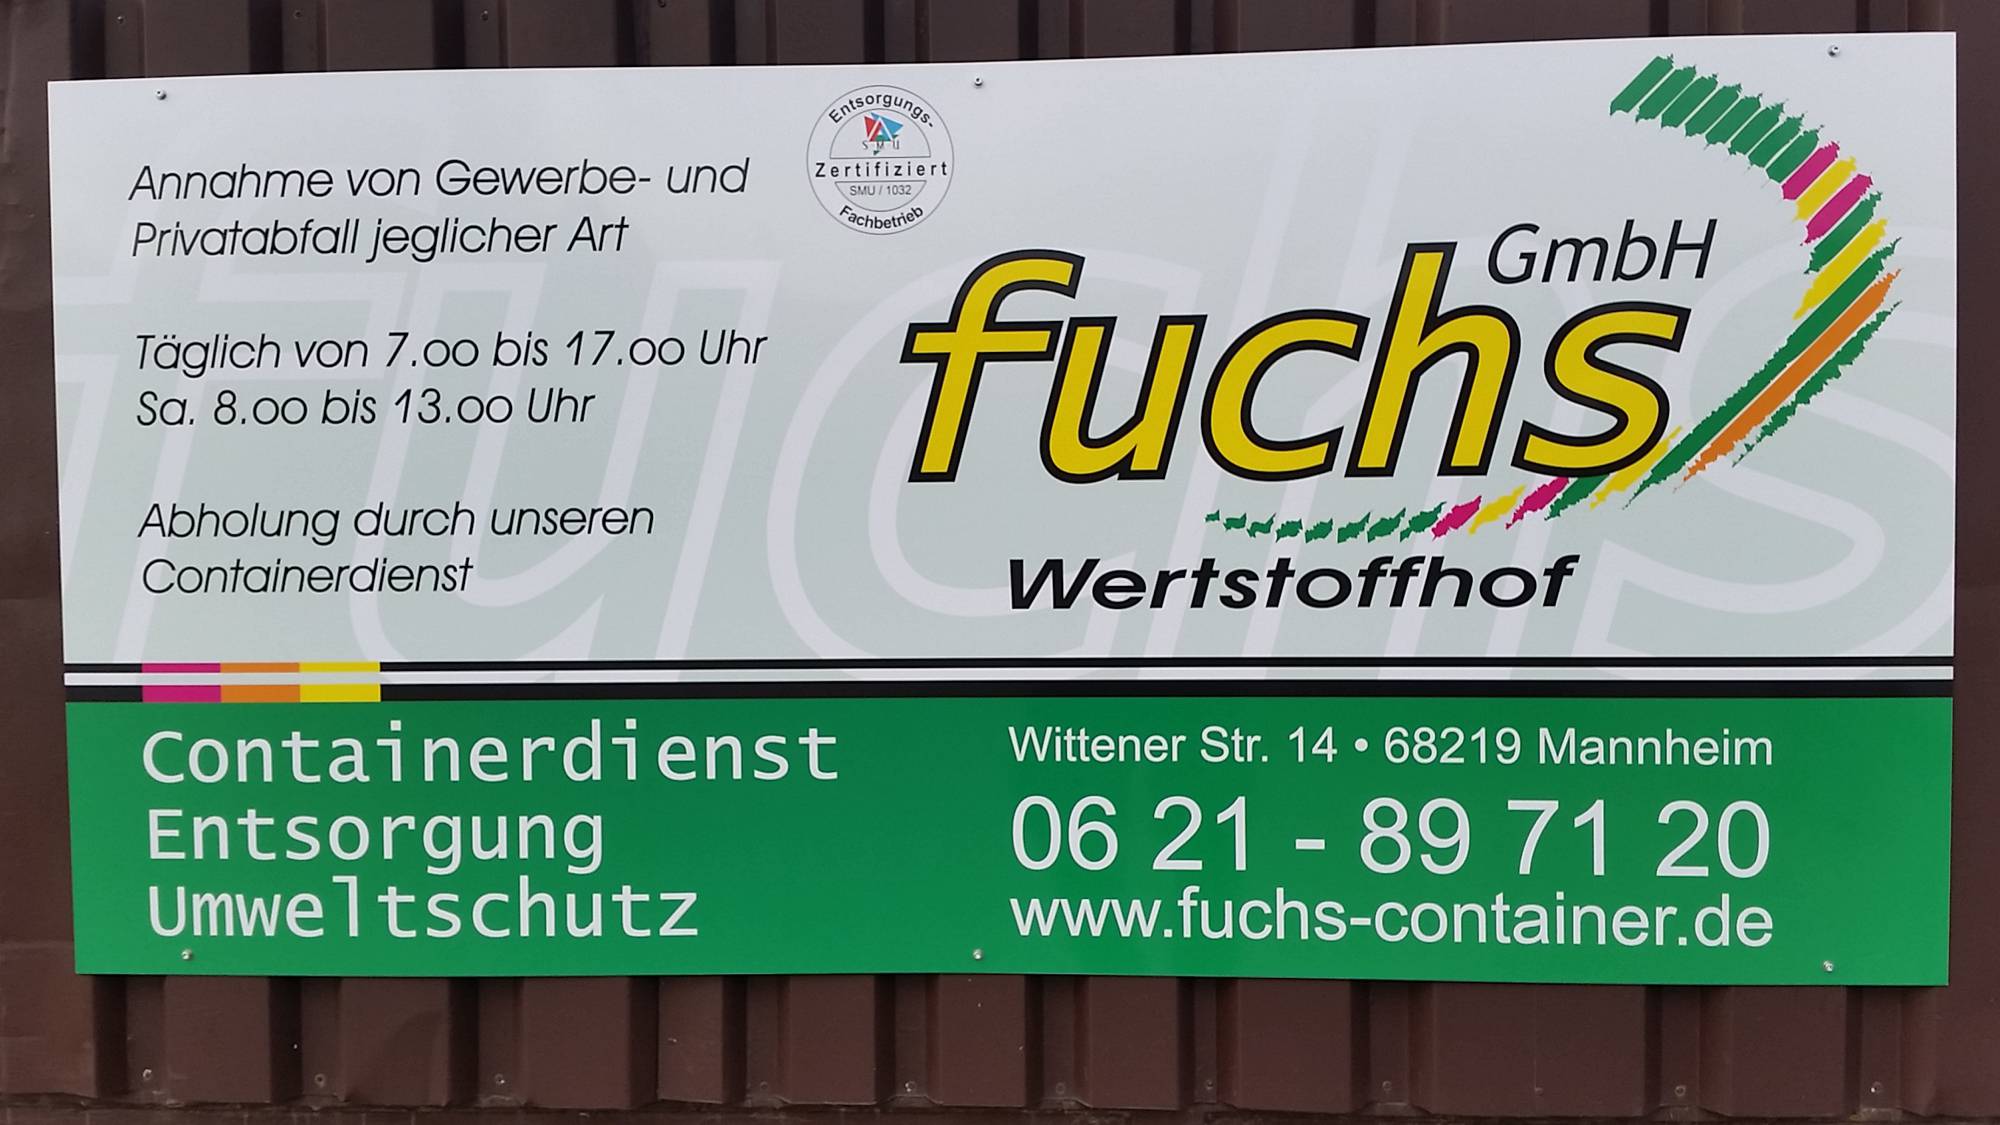 Annahme von Gewerbe- und
Privatabfall jeglicher Art
Täglich von 7.00 bis 17.00 Uhr
Sa. 8.00 bis 13.00 Uhr
Abholung durch unseren
Containerdienst
Entsorgungs-
SMU
Zertifiziert
SMU / 1032
Fachbetrieb
fuchs GmbH
Wertstoffhof
Containerdienst
Entsorgung
Umweltschutz
Wittener Str. 14 • 68219 Mannheim
06 21 - 89 71 20
www.fuchs-container.de